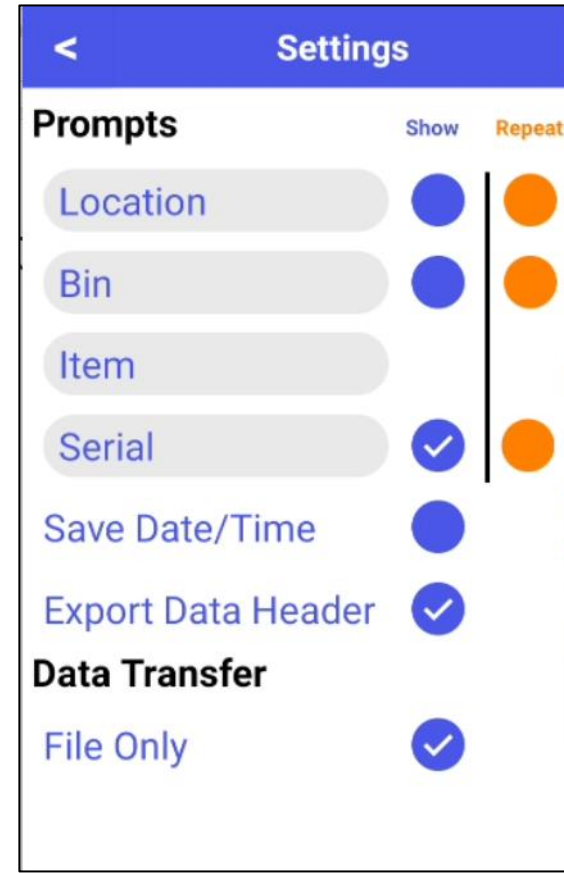 < Settings
Prompts Show Repeat
Location
Bin
Item
Serial
Save Date/Time
Export Data Header
Data Transfer
File Only